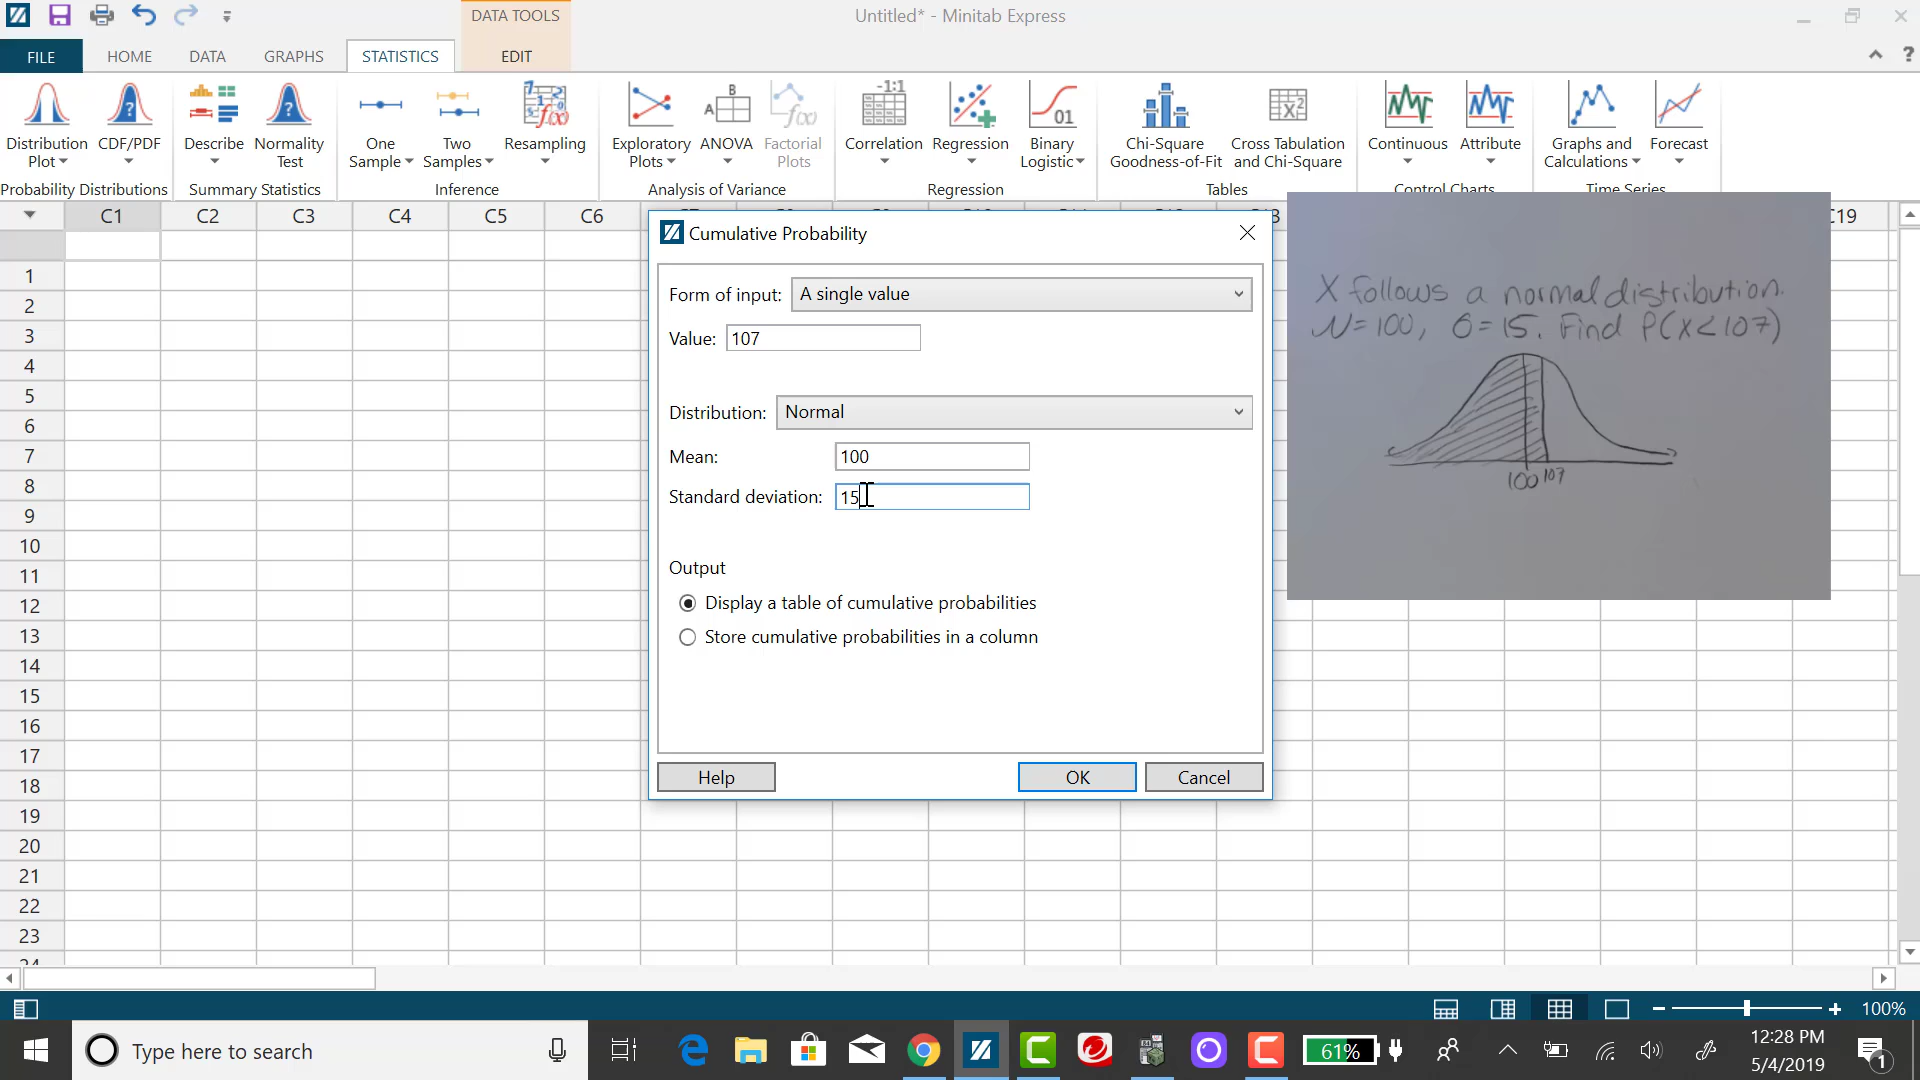 DATA TOOLS
Untitled* - Minitab Express
FILE
HOME
DATA
GRAPHS
STATISTICS
EDIT
?
Distribution Plot
CDF/PDF
Describe
Normality Test
One Sample
Two Samples
Resampling
Exploratory Plots
ANOVA
Factorial Plots
Correlation
Regression
Binary Logistic
Chi-Square Goodness-of-Fit
Cross Tabulation and Chi-Square
Continuous
Attribute
Graphs and Calculations
Forecast
Probability Distributions
Summary Statistics
Inference
Analysis of Variance
Regression
Tables
Control Charts
Time Series
C1 C2 C3 C4 C5 C6
Cumulative Probability
Form of input: A single value
Value: 107
Distribution: Normal
Mean: 100
Standard deviation: 15
Output
Display a table of cumulative probabilities
Store cumulative probabilities in a column
Help
OK
Cancel
X follows a normal distribution.
μ=100, σ=15. Find P(X<107)
100 107
1
2
3
4
5
6
7
8
9
10
11
12
13
14
15
16
17
18
19
20
21
22
23
100%
Type here to search
61%
12:28 PM
5/4/2019
1